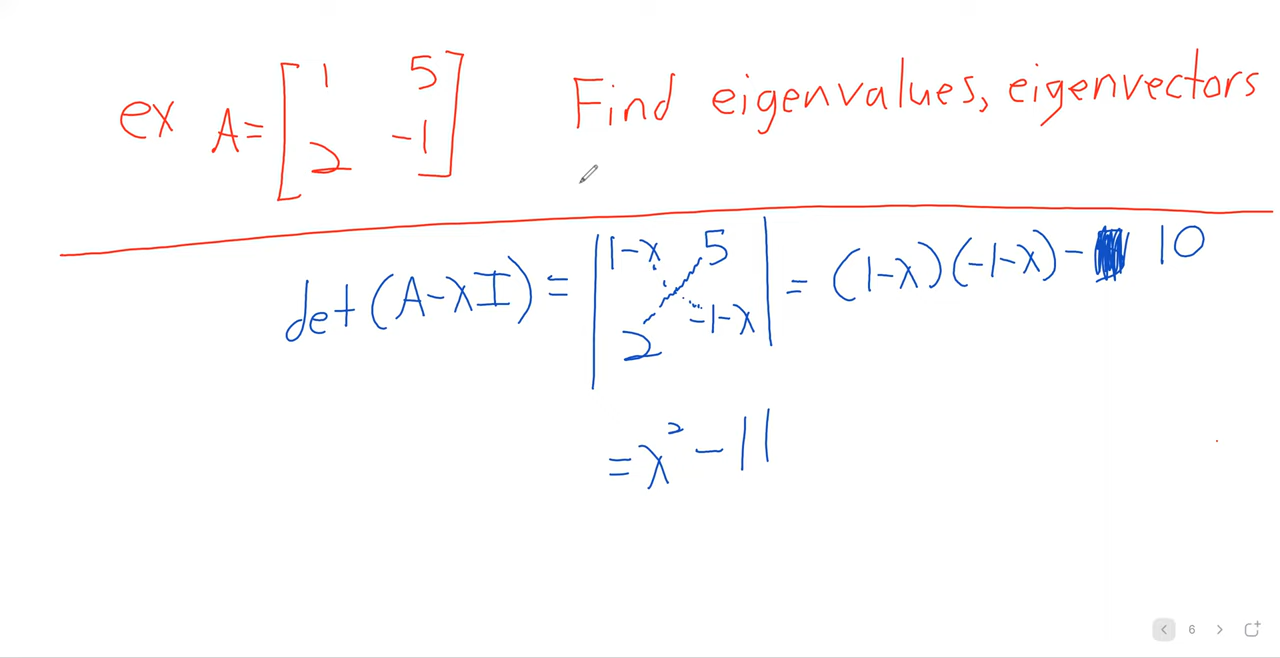 ex A = [ 1 5 Find eigenvalues, eigenvectors
2 -1 ]
det(A-λI) = | 1-λ 5 | = (1-λ)(-1-λ) - 10
| 2 -1-λ |
= λ² - 11
6